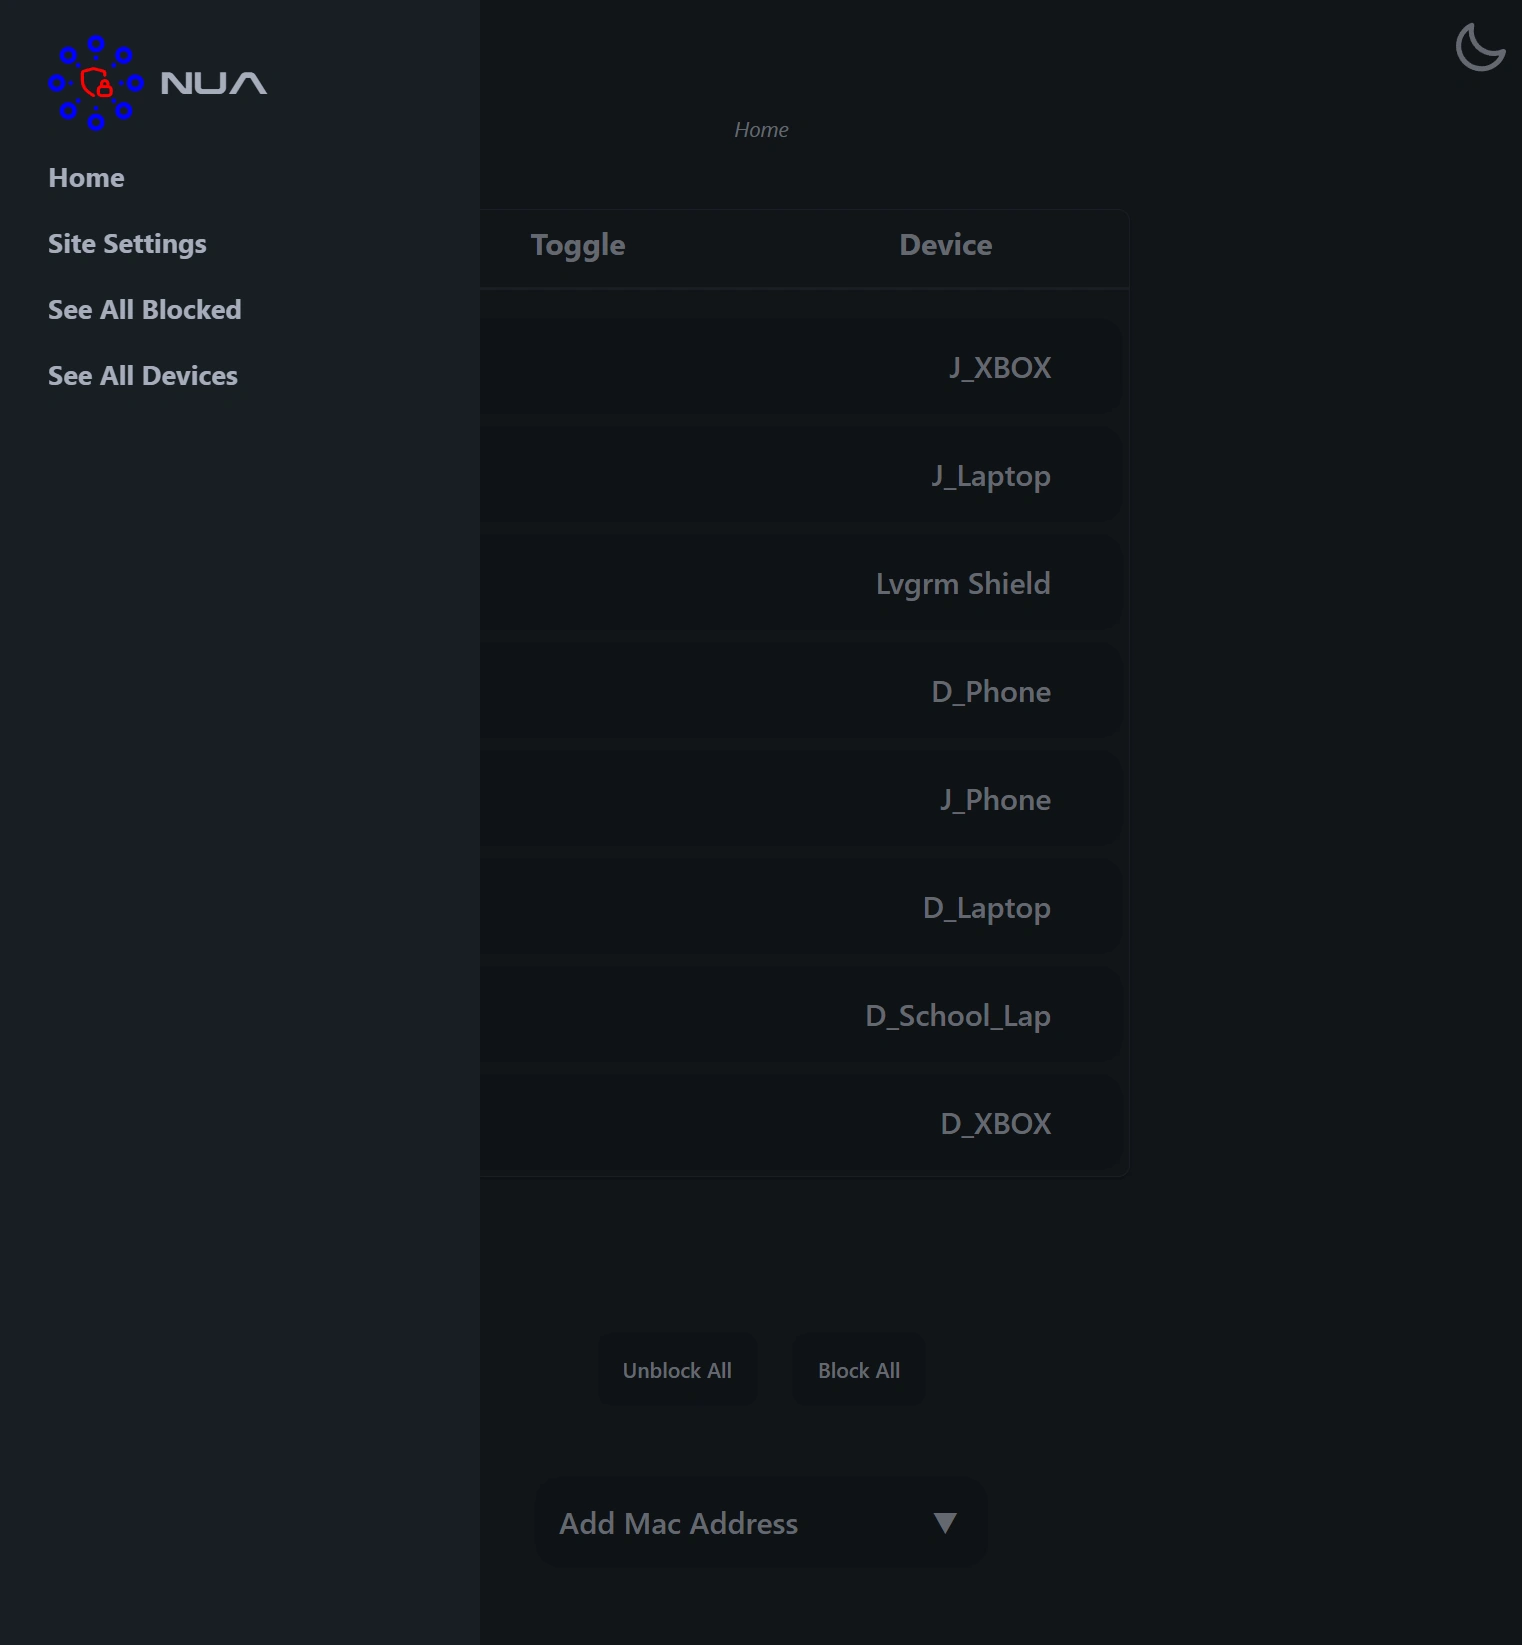 NUA
Home
Site Settings
See All Blocked
See All Devices
Home
Toggle Device
J_XBOX
J_Laptop
Lvgrm Shield
D_Phone
J_Phone
D_Laptop
D_School_Lap
D_XBOX
Unblock All Block All
Add Mac Address ▼